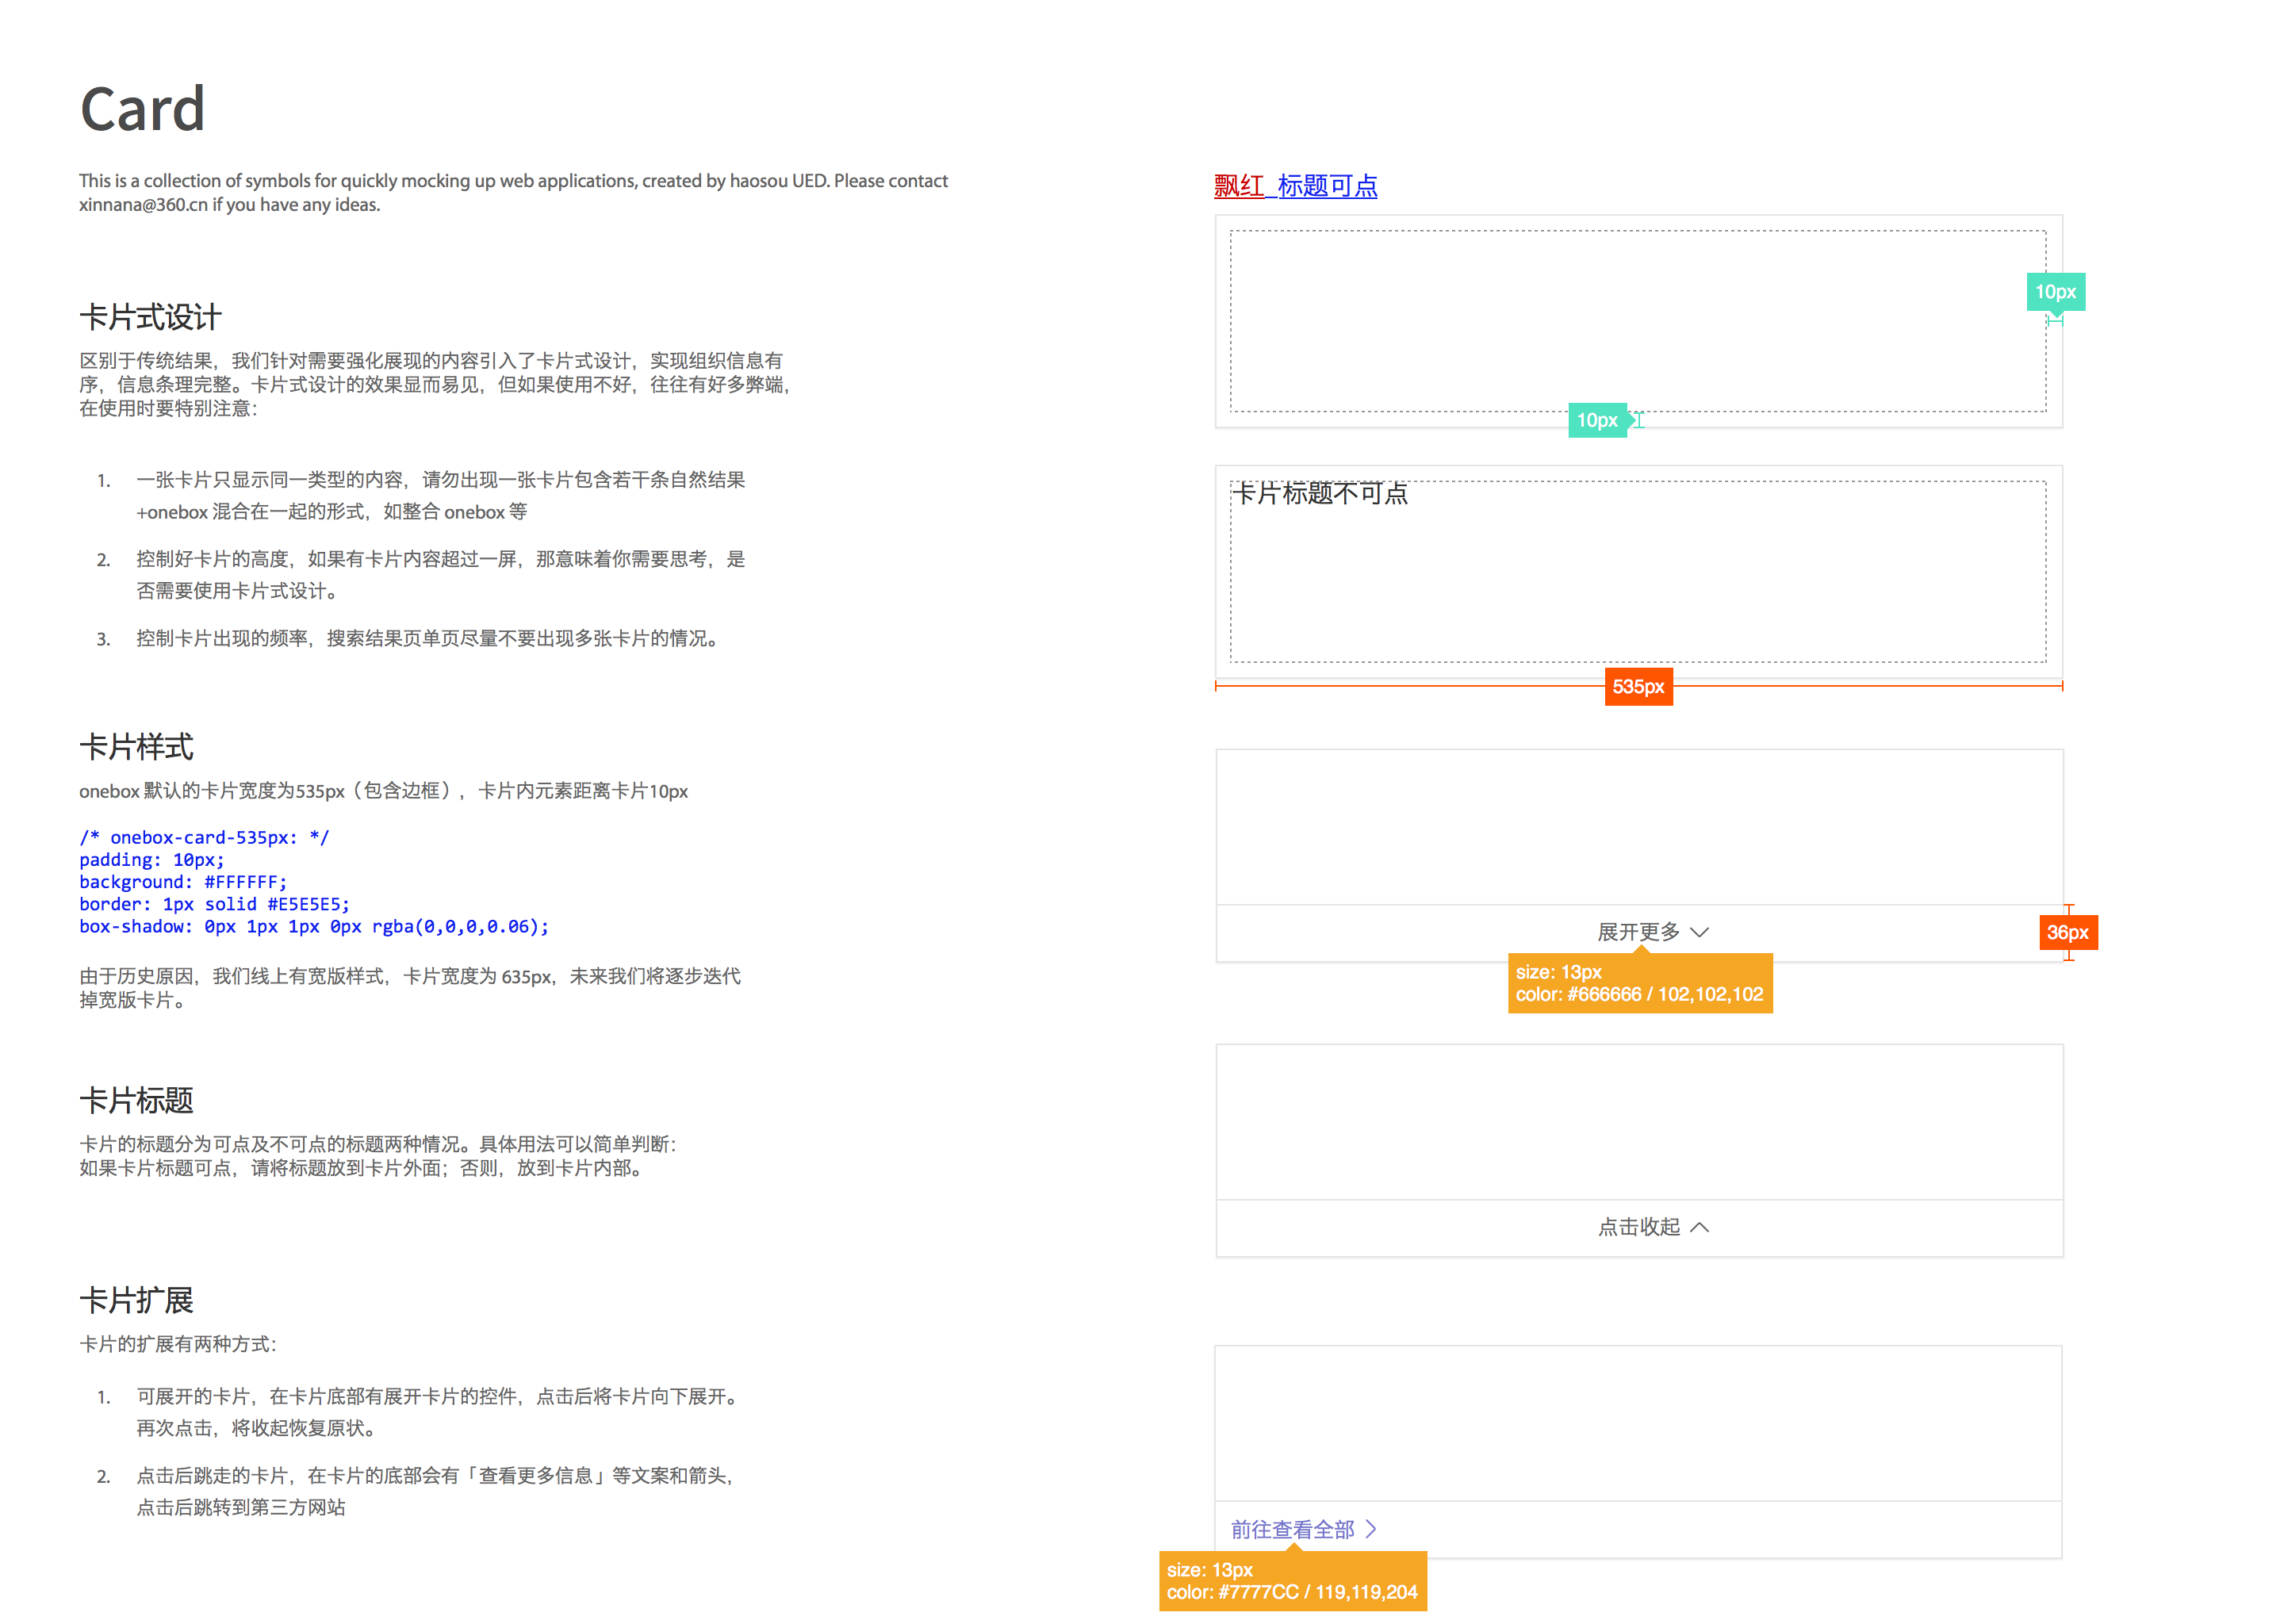 Card
This is a collection of symbols for quickly mocking up web applications, created by haosou UED. Please contact
xinnana@360.cn if you have any ideas.
卡片式设计
区别于传统结果，我们针对需要强化展现的内容引入了卡片式设计，实现组织信息有
序，信息条理完整。卡片式设计的效果显而易见，但如果使用不好，往往有好多弊端，
在使用时要特别注意：
1. 一张卡片只显示同一类型的内容，请勿出现一张卡片包含若干条自然结果
+onebox 混合在一起的形式，如整合 onebox 等
2. 控制好卡片的高度，如果有卡片内容超过一屏，那意味着你需要思考，是
否需要使用卡片式设计。
3. 控制卡片出现的频率，搜索结果页单页尽量不要出现多张卡片的情况。
卡片样式
onebox 默认的卡片宽度为535px（包含边框），卡片内元素距离卡片10px
/* onebox-card-535px: */
padding: 10px;
background: #FFFFFF;
border: 1px solid #E5E5E5;
box-shadow: 0px 1px 1px 0px rgba(0,0,0,0.06);
由于历史原因，我们线上有宽版样式，卡片宽度为 635px，未来我们将逐步迭代
掉宽版卡片。
卡片标题
卡片的标题分为可点及不可点的标题两种情况。具体用法可以简单判断：
如果卡片标题可点，请将标题放到卡片外面；否则，放到卡片内部。
卡片扩展
卡片的扩展有两种方式：
1. 可展开的卡片，在卡片底部有展开卡片的控件，点击后将卡片向下展开。
再次点击，将收起恢复原状。
2. 点击后跳走的卡片，在卡片的底部会有「查看更多信息」等文案和箭头，
点击后跳转到第三方网站
飘红_标题可点
10px
10px
卡片标题不可点
535px
展开更多
36px
size: 13px
color: #666666 / 102,102,102
点击收起
前往查看全部
size: 13px
color: #7777CC / 119,119,204